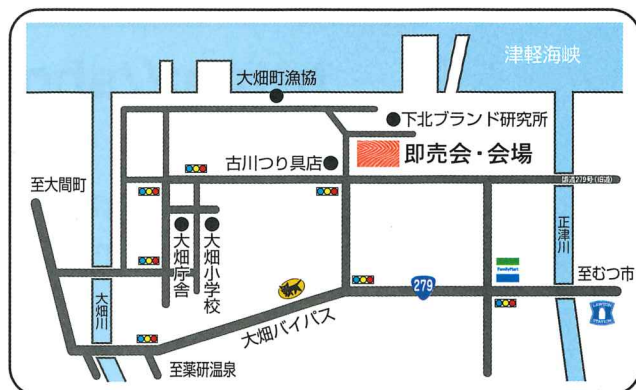 津軽海峡
大畑町漁協
下北ブランド研究所
即売会・会場
古川つり具店
国道279号(旧道)
至大間町
大畑庁舎
大畑小学校
正津川
至むつ市
FamilyMart
279
大畑川
大畑バイパス
LAWSON
STATION
至薬研温泉